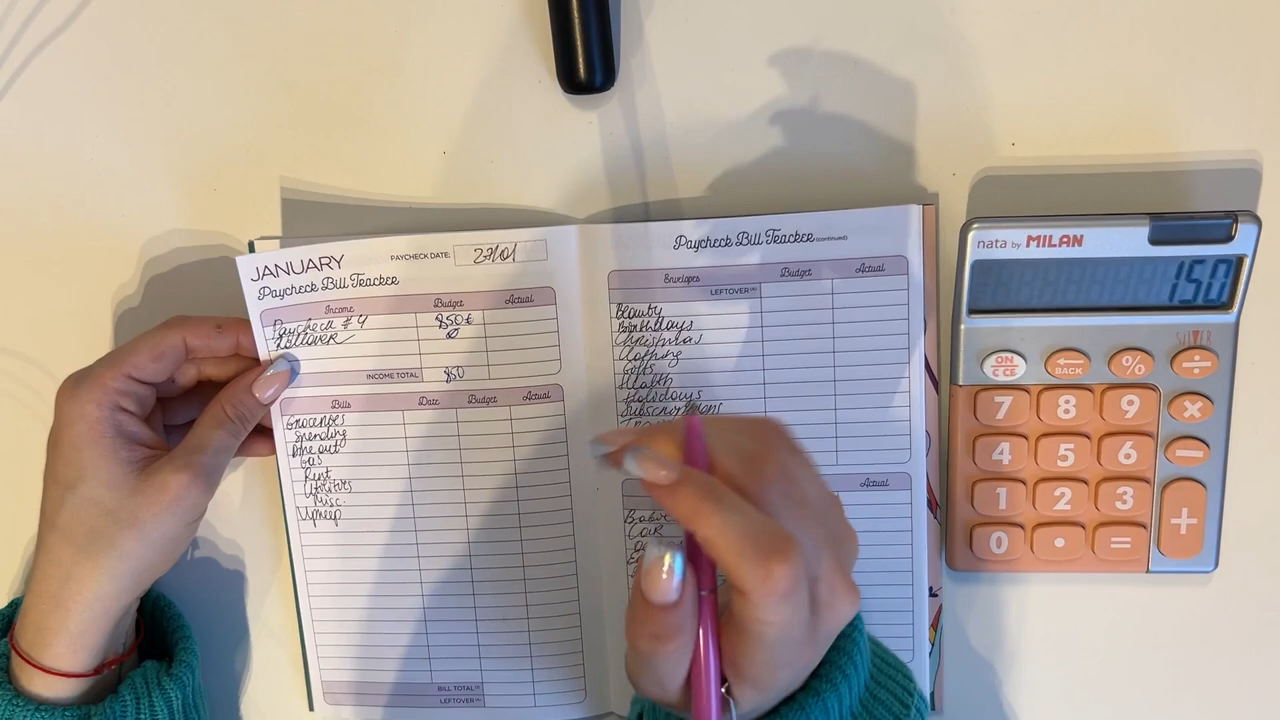 JANUARY
PAYCHECK DATE: 27/01
Paycheck Bill Tracker
Income Budget Actual
Paycheck #4 850€
Rollover Ø
INCOME TOTAL 850
Bills Date Budget Actual
Groceries
Spending
Dine out
Gas
Rent
Utilities
Misc.
Upkeep
BILL TOTAL
LEFTOVER
Paycheck Bill Tracker (continued)
Envelopes Budget Actual
LEFTOVER
Beauty
Birthdays
Christmas
Clothing
Gifts
Health
Holidays
Subscriptions
Actual
Car
nata by MILAN
150
SILVER
ON C CE
BACK
%
÷
7 8 9 ×
4 5 6 −
1 2 3 +
0 • =